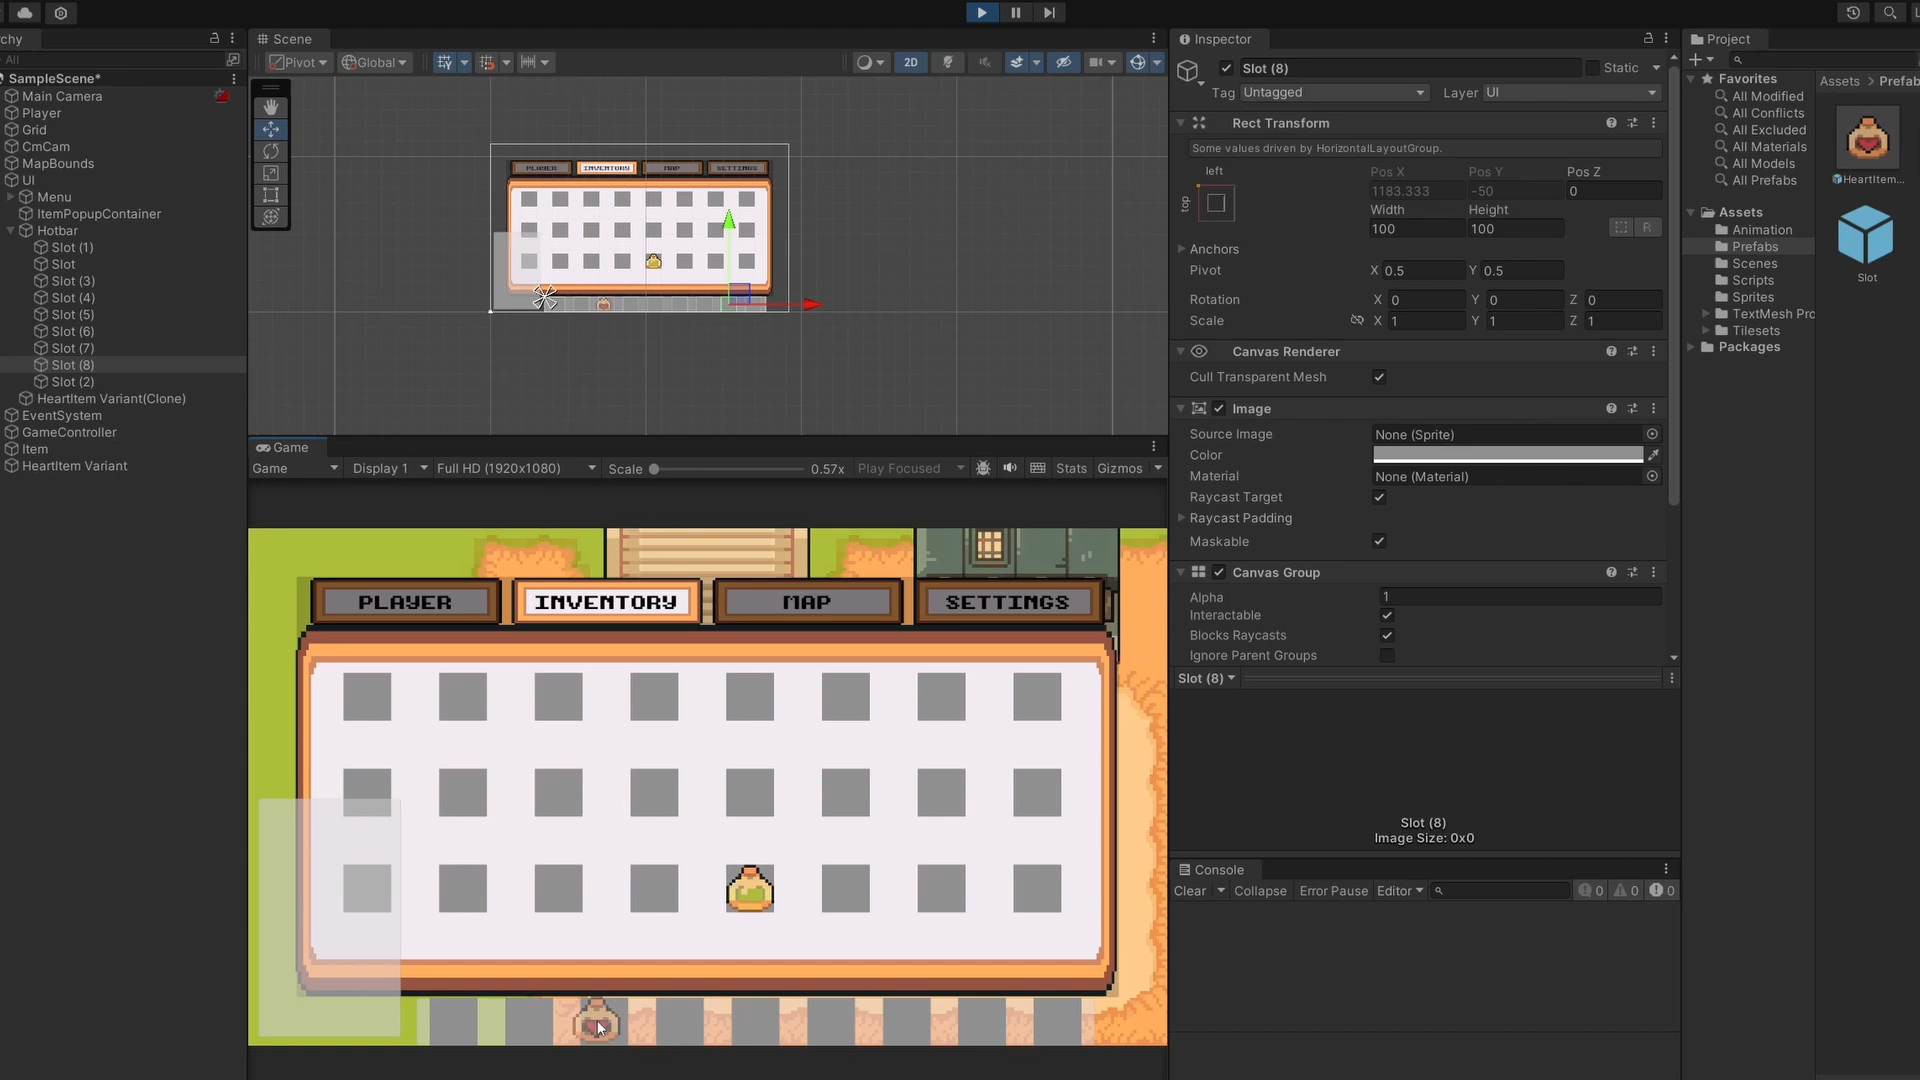 rchy
All
SampleScene*
Main Camera
Player
Grid
CmCam
MapBounds
UI
Menu
ItemPopupContainer
Hotbar
Slot (1)
Slot
Slot (3)
Slot (4)
Slot (5)
Slot (6)
Slot (7)
Slot (8)
Slot (2)
HeartItem Variant(Clone)
EventSystem
GameController
Item
HeartItem Variant
Scene
Pivot
Global
2D
PLAYER
INVENTORY
MAP
SETTINGS
Game
Game
Display 1
Full HD (1920x1080)
Scale
0.57x
Play Focused
Stats
Gizmos
PLAYER
INVENTORY
MAP
SETTINGS
Inspector
Slot (8)
Static
Tag
Untagged
Layer
UI
Rect Transform
Some values driven by HorizontalLayoutGroup.
left
top
Pos X
Pos Y
Pos Z
1183.333
-50
0
Width
Height
100
100
R
Anchors
Pivot
X
0.5
Y
0.5
Rotation
X
0
Y
0
Z
0
Scale
X
1
Y
1
Z
1
Canvas Renderer
Cull Transparent Mesh
Image
Source Image
None (Sprite)
Color
Material
None (Material)
Raycast Target
Raycast Padding
Maskable
Canvas Group
Alpha
1
Interactable
Blocks Raycasts
Ignore Parent Groups
Slot (8)
Slot (8)
Image Size: 0x0
Console
Clear
Collapse
Error Pause
Editor
0
0
0
Project
Favorites
All Modified
All Conflicts
All Excluded
All Materials
All Models
All Prefabs
Assets
Animation
Prefabs
Scenes
Scripts
Sprites
TextMesh Pro
Tilesets
Packages
Assets
Prefab
HeartItem...
Slot